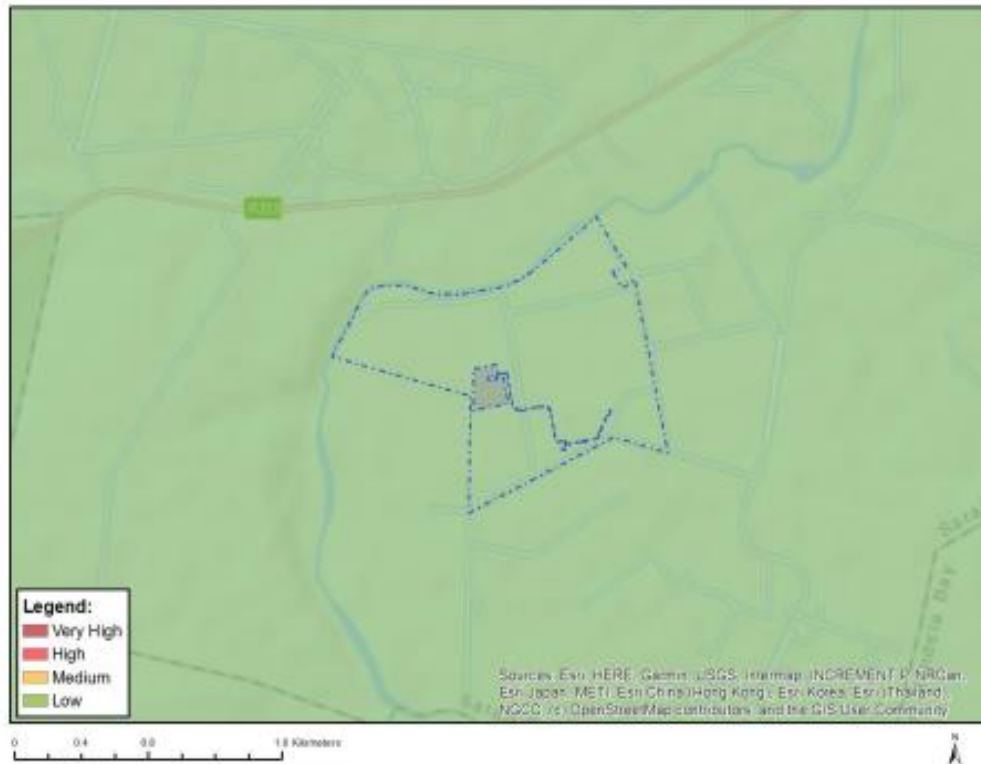 Legend:
Very High
High
Medium
Low
Sources: Esri, HERE, Garmin, USGS, Intermap, INCREMENT P, NRCan,
Esri Japan, METI, Esri China (Hong Kong), Esri Korea, Esri (Thailand),
NGCC, (c) OpenStreetMap contributors, and the GIS User Community
0 0.4 0.8 1.6 Kilometers
N